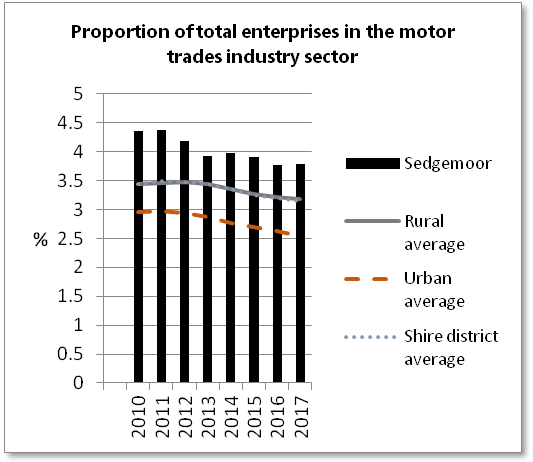 Proportion of total enterprises in the motor
trades industry sector
5
4.5
4
3.5
3
2.5
2
1.5
1
0.5
0
%
2010
2011
2012
2013
2014
2015
2016
2017
Sedgemoor
Rural
average
Urban
average
Shire district
average